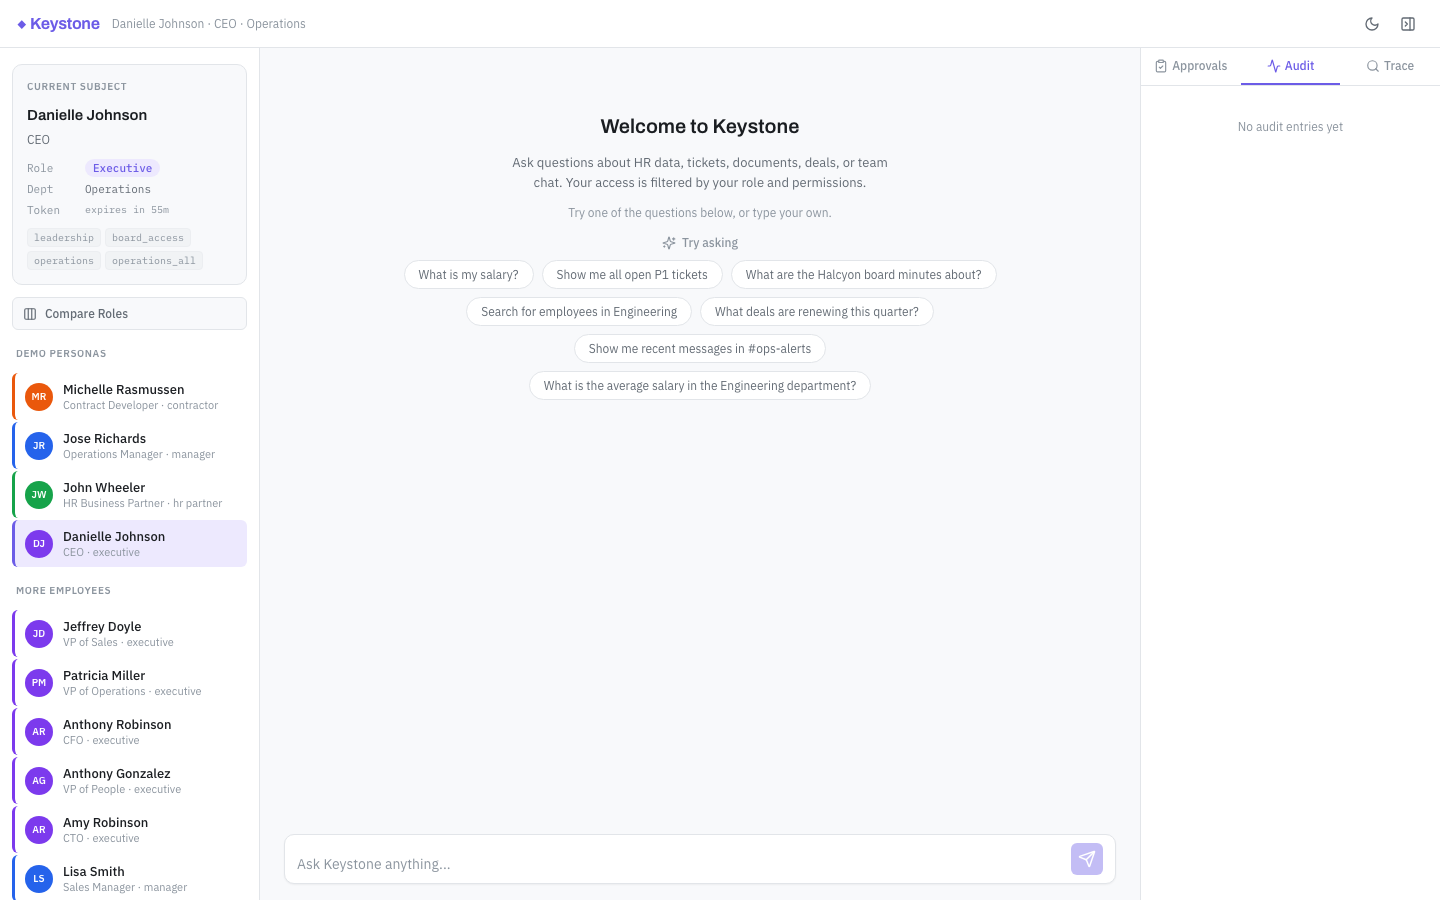 Keystone
Danielle Johnson · CEO · Operations
CURRENT SUBJECT
Danielle Johnson
CEO
Role Executive
Dept Operations
Token expires in 55m
leadership board_access
operations operations_all
Compare Roles
DEMO PERSONAS
MR
Michelle Rasmussen
Contract Developer · contractor
JR
Jose Richards
Operations Manager · manager
JW
John Wheeler
HR Business Partner · hr partner
DJ
Danielle Johnson
CEO · executive
MORE EMPLOYEES
JD
Jeffrey Doyle
VP of Sales · executive
PM
Patricia Miller
VP of Operations · executive
AR
Anthony Robinson
CFO · executive
AG
Anthony Gonzalez
VP of People · executive
AR
Amy Robinson
CTO · executive
LS
Lisa Smith
Sales Manager · manager
Welcome to Keystone
Ask questions about HR data, tickets, documents, deals, or team
chat. Your access is filtered by your role and permissions.
Try one of the questions below, or type your own.
Try asking
What is my salary?
Show me all open P1 tickets
What are the Halcyon board minutes about?
Search for employees in Engineering
What deals are renewing this quarter?
Show me recent messages in #ops-alerts
What is the average salary in the Engineering department?
Ask Keystone anything...
Approvals
Audit
Trace
No audit entries yet